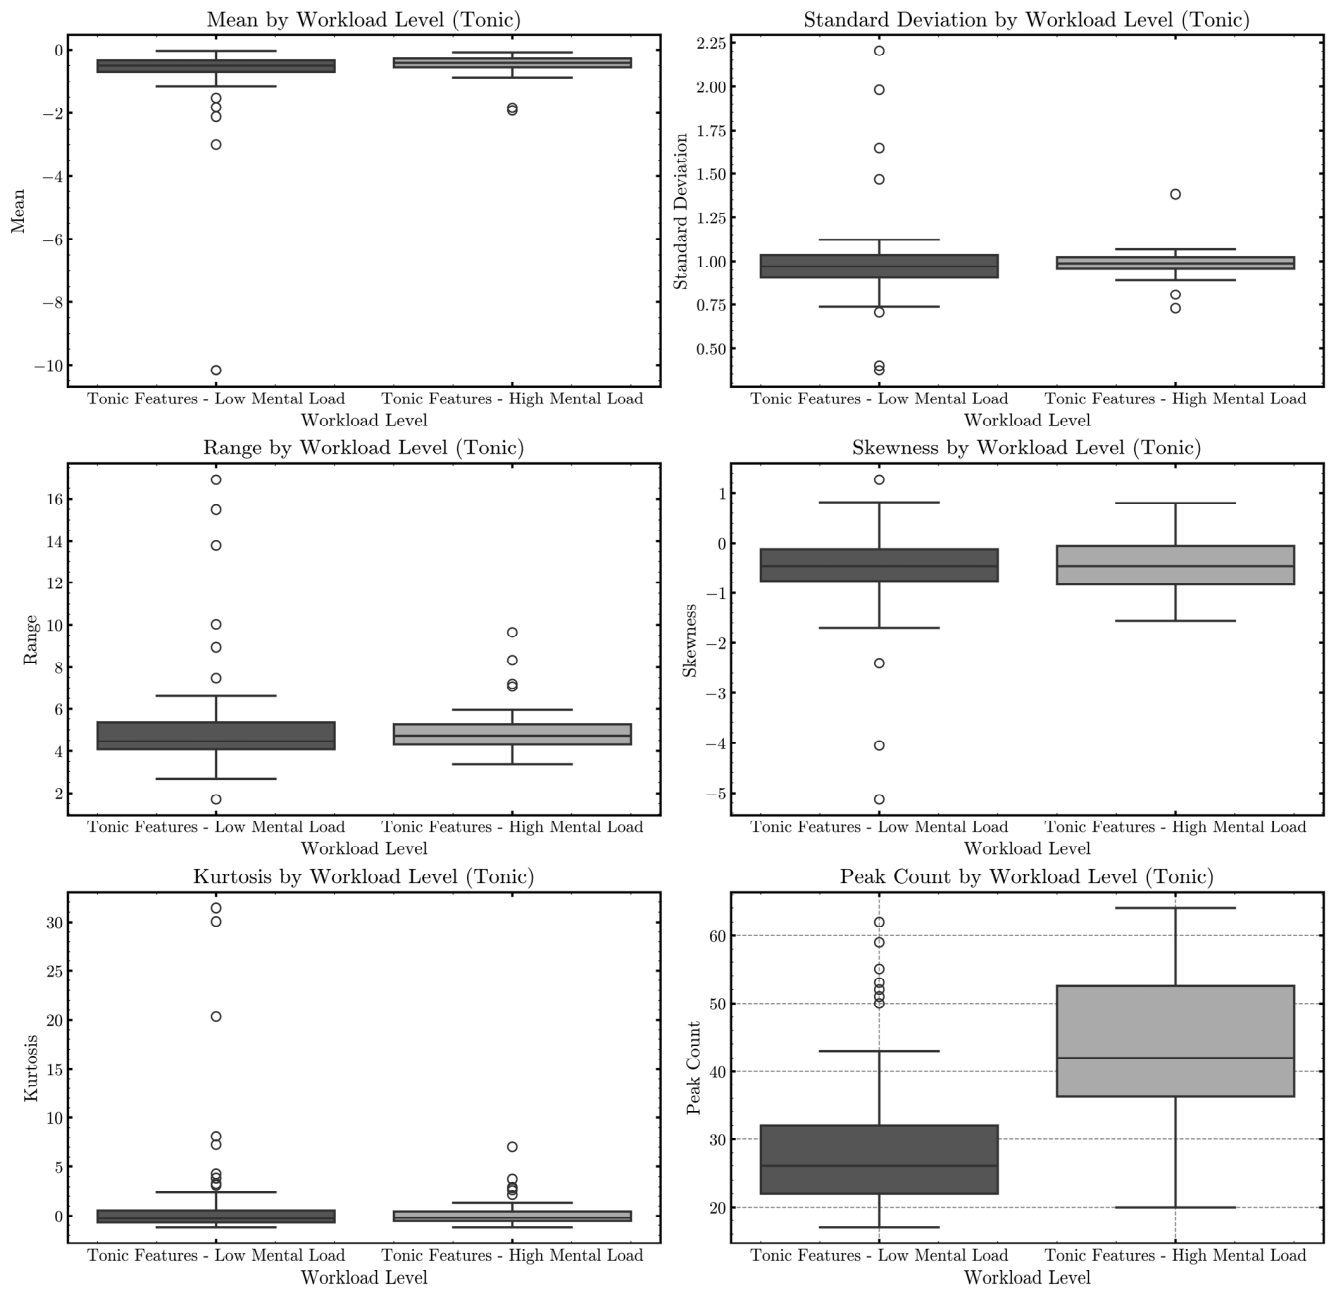 Mean by Workload Level (Tonic)
0
−2
−4
−6
−8
−10
Mean
Tonic Features - Low Mental Load
Tonic Features - High Mental Load
Workload Level
Standard Deviation by Workload Level (Tonic)
2.25
2.00
1.75
1.50
1.25
1.00
0.75
0.50
Standard Deviation
Tonic Features - Low Mental Load
Tonic Features - High Mental Load
Workload Level
Range by Workload Level (Tonic)
16
14
12
10
8
6
4
2
Range
Tonic Features - Low Mental Load
Tonic Features - High Mental Load
Workload Level
Skewness by Workload Level (Tonic)
1
0
−1
−2
−3
−4
−5
Skewness
Tonic Features - Low Mental Load
Tonic Features - High Mental Load
Workload Level
Kurtosis by Workload Level (Tonic)
30
25
20
15
10
5
0
Kurtosis
Tonic Features - Low Mental Load
Tonic Features - High Mental Load
Workload Level
Peak Count by Workload Level (Tonic)
60
50
40
30
20
Peak Count
Tonic Features - Low Mental Load
Tonic Features - High Mental Load
Workload Level